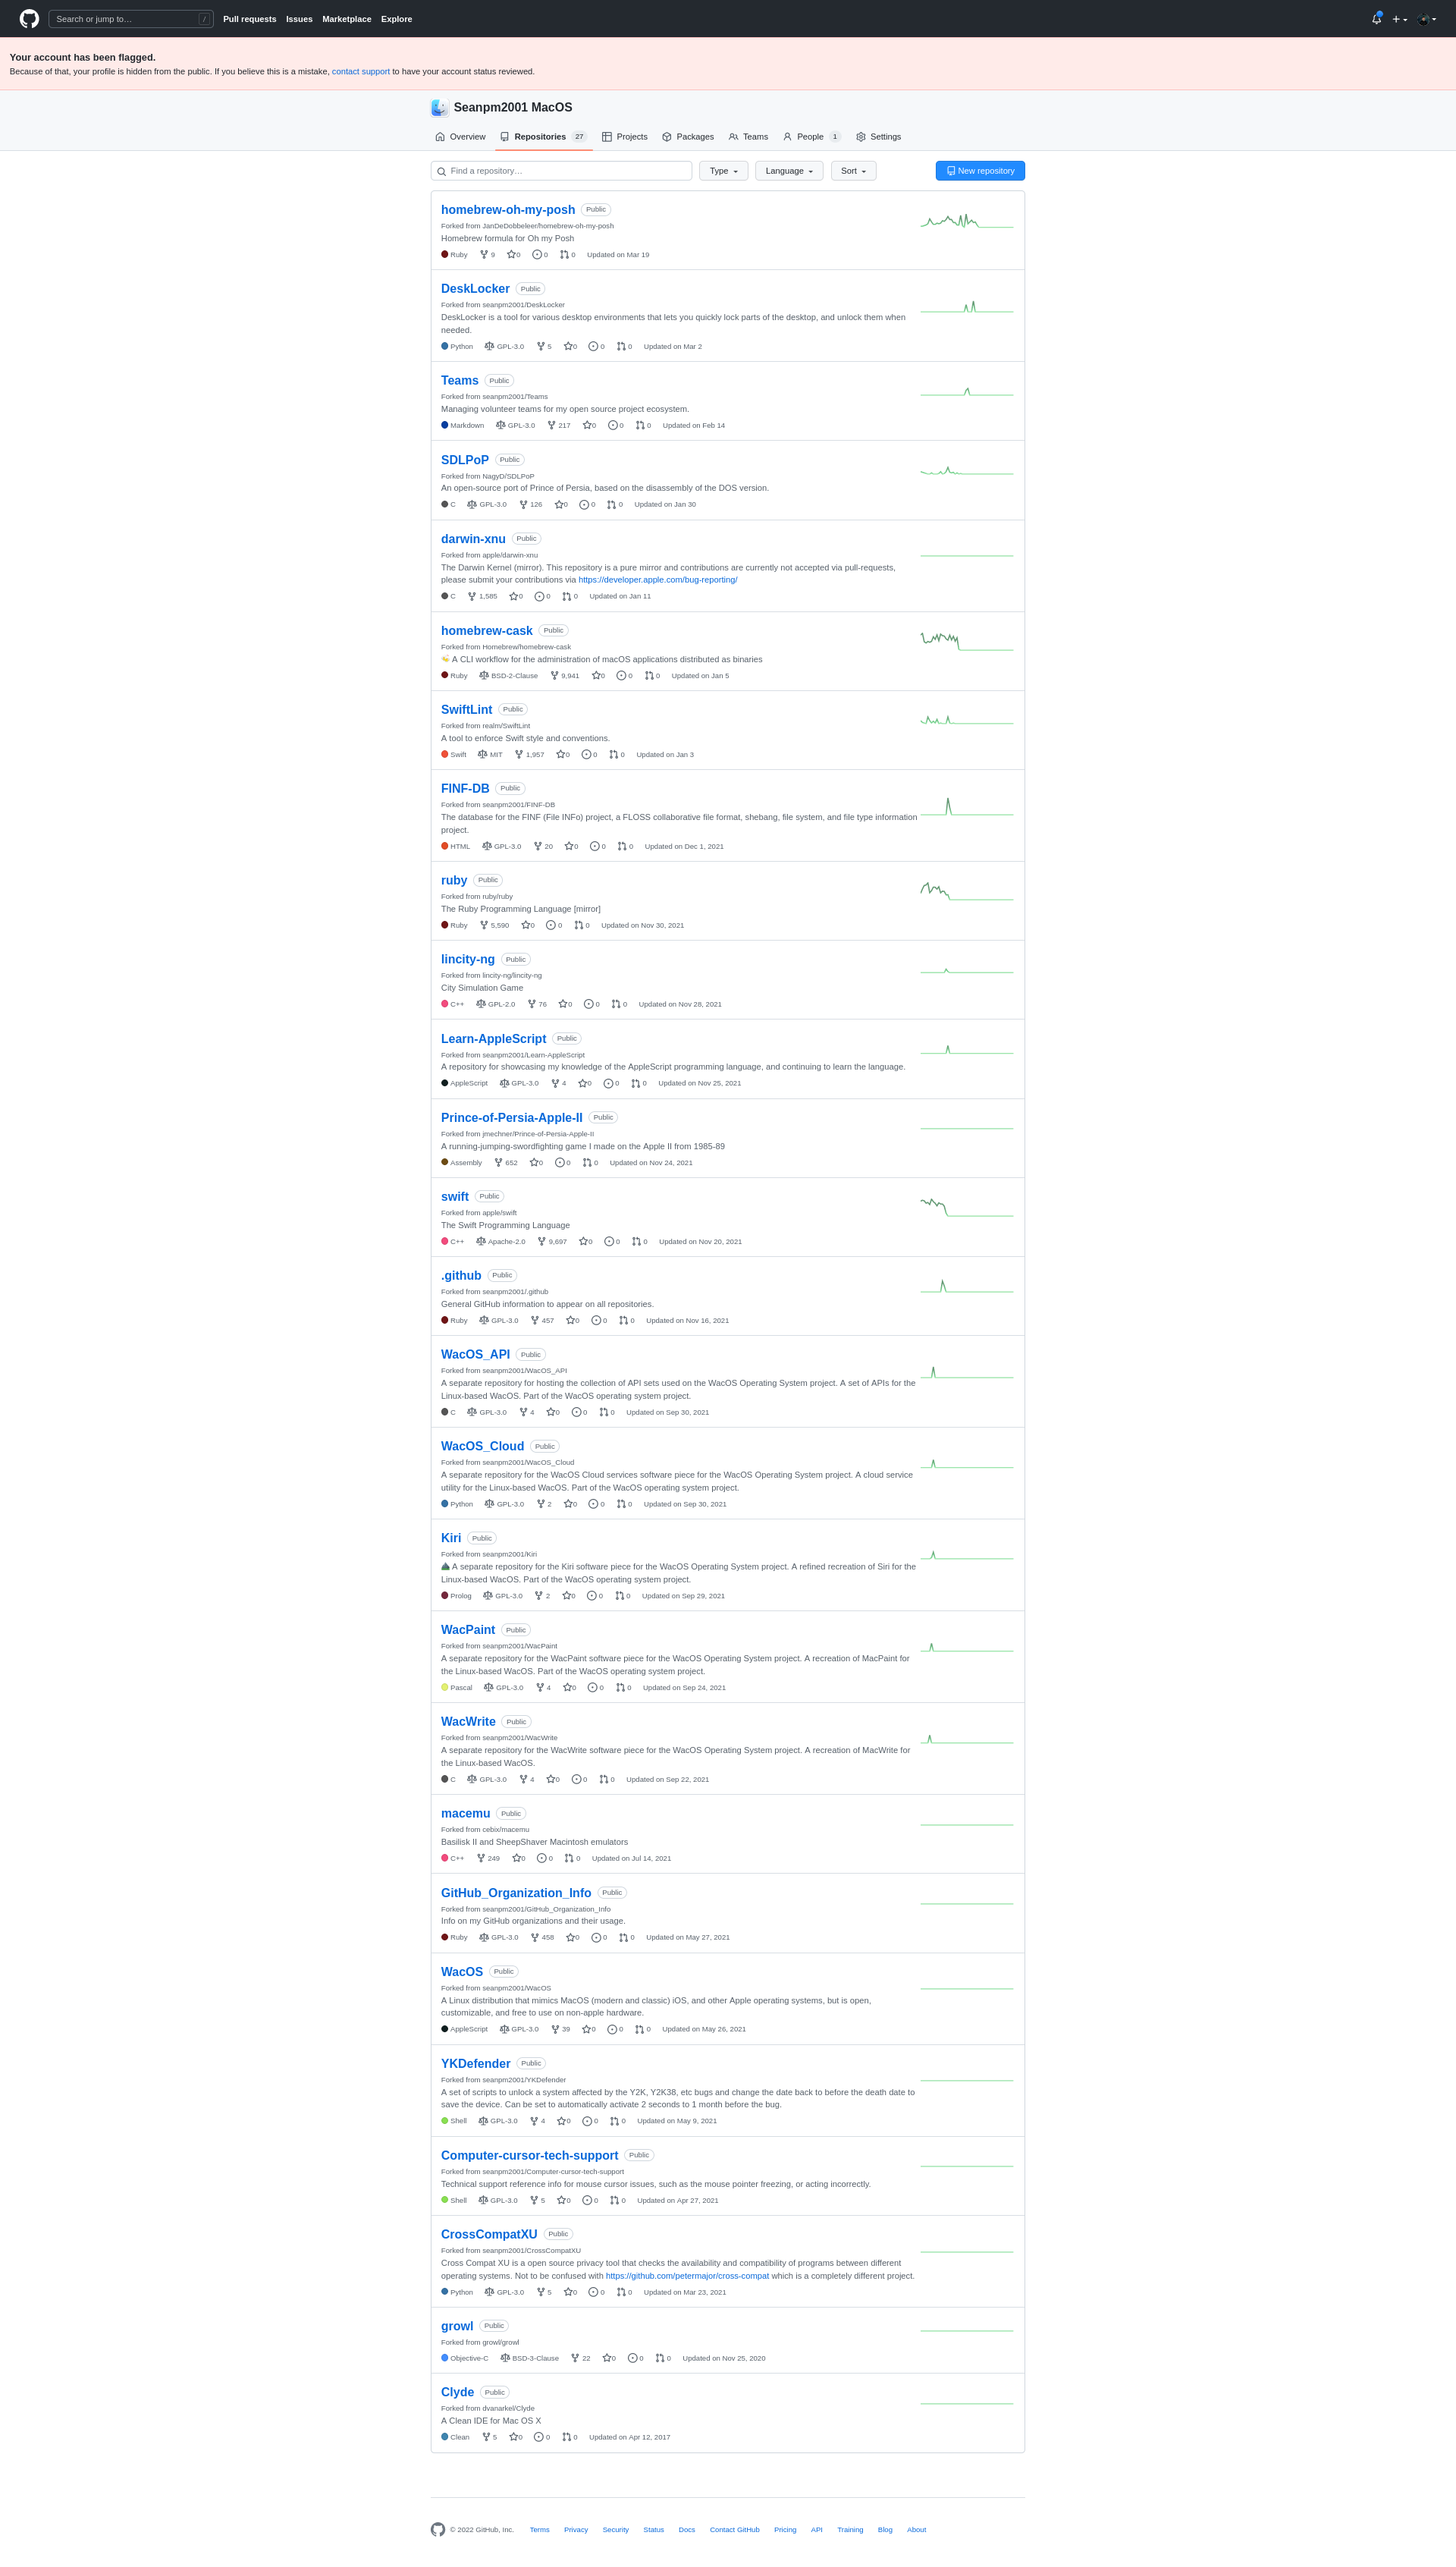 Search or jump to…
/
Pull requests Issues Marketplace Explore
Your account has been flagged.
Because of that, your profile is hidden from the public. If you believe this is a mistake, contact support to have your account status reviewed.
Seanpm2001 MacOS
Overview Repositories 27 Projects Packages Teams People 1 Settings
Find a repository… Type Language Sort New repository
homebrew-oh-my-posh Public
Forked from JanDeDobbeleer/homebrew-oh-my-posh
Homebrew formula for Oh my Posh
Ruby 9 0 0 0 Updated on Mar 19
DeskLocker Public
Forked from seanpm2001/DeskLocker
DeskLocker is a tool for various desktop environments that lets you quickly lock parts of the desktop, and unlock them when
needed.
Python GPL-3.0 5 0 0 0 Updated on Mar 2
Teams Public
Forked from seanpm2001/Teams
Managing volunteer teams for my open source project ecosystem.
Markdown GPL-3.0 217 0 0 0 Updated on Feb 14
SDLPoP Public
Forked from NagyD/SDLPoP
An open-source port of Prince of Persia, based on the disassembly of the DOS version.
C GPL-3.0 126 0 0 0 Updated on Jan 30
darwin-xnu Public
Forked from apple/darwin-xnu
The Darwin Kernel (mirror). This repository is a pure mirror and contributions are currently not accepted via pull-requests,
please submit your contributions via https://developer.apple.com/bug-reporting/
C 1,585 0 0 0 Updated on Jan 11
homebrew-cask Public
Forked from Homebrew/homebrew-cask
A CLI workflow for the administration of macOS applications distributed as binaries
Ruby BSD-2-Clause 9,941 0 0 0 Updated on Jan 5
SwiftLint Public
Forked from realm/SwiftLint
A tool to enforce Swift style and conventions.
Swift MIT 1,957 0 0 0 Updated on Jan 3
FINF-DB Public
Forked from seanpm2001/FINF-DB
The database for the FINF (File INFo) project, a FLOSS collaborative file format, shebang, file system, and file type information
project.
HTML GPL-3.0 20 0 0 0 Updated on Dec 1, 2021
ruby Public
Forked from ruby/ruby
The Ruby Programming Language [mirror]
Ruby 5,590 0 0 0 Updated on Nov 30, 2021
lincity-ng Public
Forked from lincity-ng/lincity-ng
City Simulation Game
C++ GPL-2.0 76 0 0 0 Updated on Nov 28, 2021
Learn-AppleScript Public
Forked from seanpm2001/Learn-AppleScript
A repository for showcasing my knowledge of the AppleScript programming language, and continuing to learn the language.
AppleScript GPL-3.0 4 0 0 0 Updated on Nov 25, 2021
Prince-of-Persia-Apple-II Public
Forked from jmechner/Prince-of-Persia-Apple-II
A running-jumping-swordfighting game I made on the Apple II from 1985-89
Assembly 652 0 0 0 Updated on Nov 24, 2021
swift Public
Forked from apple/swift
The Swift Programming Language
C++ Apache-2.0 9,697 0 0 0 Updated on Nov 20, 2021
.github Public
Forked from seanpm2001/.github
General GitHub information to appear on all repositories.
Ruby GPL-3.0 457 0 0 0 Updated on Nov 16, 2021
WacOS_API Public
Forked from seanpm2001/WacOS_API
A separate repository for hosting the collection of API sets used on the WacOS Operating System project. A set of APIs for the
Linux-based WacOS. Part of the WacOS operating system project.
C GPL-3.0 4 0 0 0 Updated on Sep 30, 2021
WacOS_Cloud Public
Forked from seanpm2001/WacOS_Cloud
A separate repository for the WacOS Cloud services software piece for the WacOS Operating System project. A cloud service
utility for the Linux-based WacOS. Part of the WacOS operating system project.
Python GPL-3.0 2 0 0 0 Updated on Sep 30, 2021
Kiri Public
Forked from seanpm2001/Kiri
A separate repository for the Kiri software piece for the WacOS Operating System project. A refined recreation of Siri for the
Linux-based WacOS. Part of the WacOS operating system project.
Prolog GPL-3.0 2 0 0 0 Updated on Sep 29, 2021
WacPaint Public
Forked from seanpm2001/WacPaint
A separate repository for the WacPaint software piece for the WacOS Operating System project. A recreation of MacPaint for
the Linux-based WacOS. Part of the WacOS operating system project.
Pascal GPL-3.0 4 0 0 0 Updated on Sep 24, 2021
WacWrite Public
Forked from seanpm2001/WacWrite
A separate repository for the WacWrite software piece for the WacOS Operating System project. A recreation of MacWrite for
the Linux-based WacOS.
C GPL-3.0 4 0 0 0 Updated on Sep 22, 2021
macemu Public
Forked from cebix/macemu
Basilisk II and SheepShaver Macintosh emulators
C++ 249 0 0 0 Updated on Jul 14, 2021
GitHub_Organization_Info Public
Forked from seanpm2001/GitHub_Organization_Info
Info on my GitHub organizations and their usage.
Ruby GPL-3.0 458 0 0 0 Updated on May 27, 2021
WacOS Public
Forked from seanpm2001/WacOS
A Linux distribution that mimics MacOS (modern and classic) iOS, and other Apple operating systems, but is open,
customizable, and free to use on non-apple hardware.
AppleScript GPL-3.0 39 0 0 0 Updated on May 26, 2021
YKDefender Public
Forked from seanpm2001/YKDefender
A set of scripts to unlock a system affected by the Y2K, Y2K38, etc bugs and change the date back to before the death date to
save the device. Can be set to automatically activate 2 seconds to 1 month before the bug.
Shell GPL-3.0 4 0 0 0 Updated on May 9, 2021
Computer-cursor-tech-support Public
Forked from seanpm2001/Computer-cursor-tech-support
Technical support reference info for mouse cursor issues, such as the mouse pointer freezing, or acting incorrectly.
Shell GPL-3.0 5 0 0 0 Updated on Apr 27, 2021
CrossCompatXU Public
Forked from seanpm2001/CrossCompatXU
Cross Compat XU is a open source privacy tool that checks the availability and compatibility of programs between different
operating systems. Not to be confused with https://github.com/petermajor/cross-compat which is a completely different project.
Python GPL-3.0 5 0 0 0 Updated on Mar 23, 2021
growl Public
Forked from growl/growl
Objective-C BSD-3-Clause 22 0 0 0 Updated on Nov 25, 2020
Clyde Public
Forked from dvanarkel/Clyde
A Clean IDE for Mac OS X
Clean 5 0 0 0 Updated on Apr 12, 2017
© 2022 GitHub, Inc. Terms Privacy Security Status Docs Contact GitHub Pricing API Training Blog About